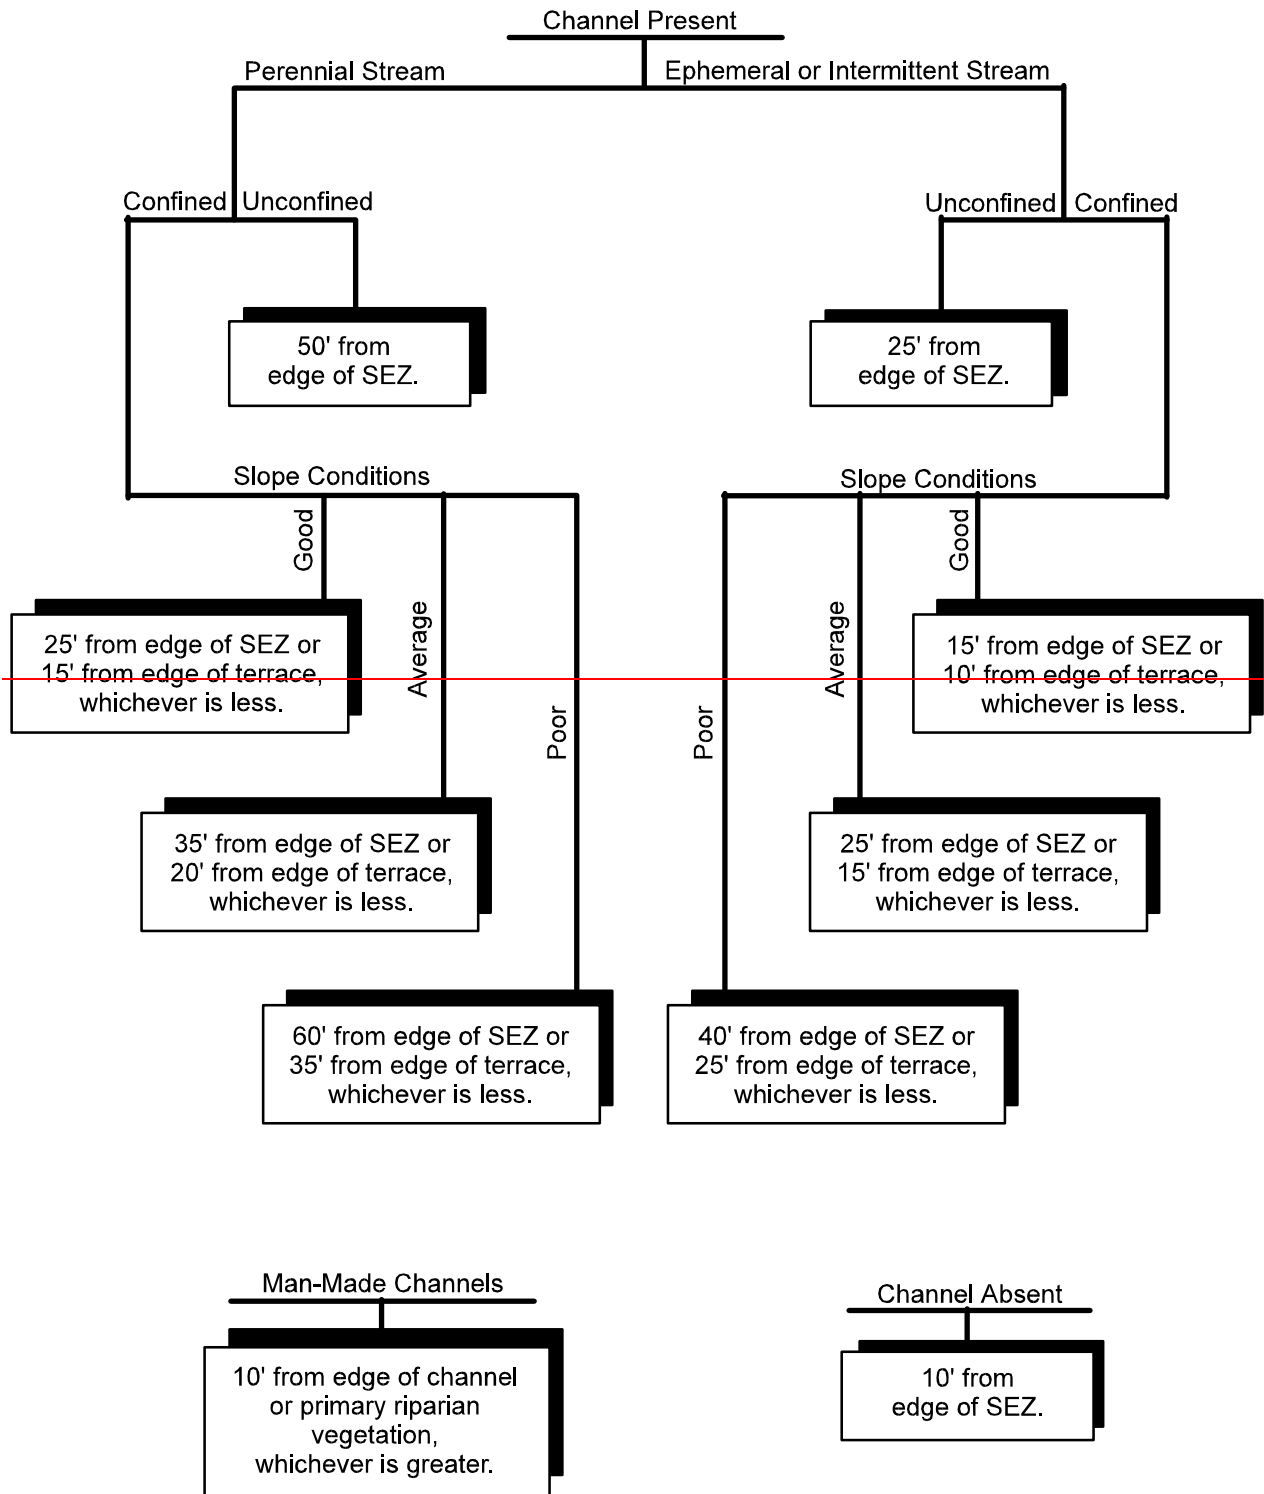 Channel Present
Perennial Stream
Ephemeral or Intermittent Stream
Confined
Unconfined
Unconfined
Confined
50' from
edge of SEZ.
25' from
edge of SEZ.
Slope Conditions
Slope Conditions
Good
Average
Poor
Poor
Average
Good
25' from edge of SEZ or
15' from edge of terrace,
whichever is less.
15' from edge of SEZ or
10' from edge of terrace,
whichever is less.
35' from edge of SEZ or
20' from edge of terrace,
whichever is less.
25' from edge of SEZ or
15' from edge of terrace,
whichever is less.
60' from edge of SEZ or
35' from edge of terrace,
whichever is less.
40' from edge of SEZ or
25' from edge of terrace,
whichever is less.
Man-Made Channels
10' from edge of channel
or primary riparian
vegetation,
whichever is greater.
Channel Absent
10' from
edge of SEZ.